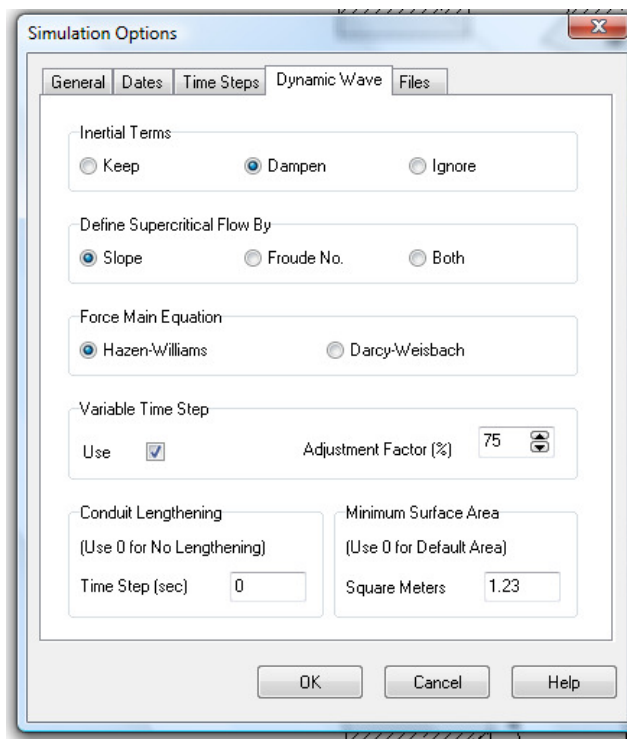 Simulation Options
General Dates Time Steps Dynamic Wave Files
Inertial Terms
Keep Dampen Ignore
Define Supercritical Flow By
Slope Froude No. Both
Force Main Equation
Hazen-Williams Darcy-Weisbach
Variable Time Step
Use Adjustment Factor (%) 75
Conduit Lengthening
(Use 0 for No Lengthening)
Time Step (sec) 0
Minimum Surface Area
(Use 0 for Default Area)
Square Meters 1.23
OK Cancel Help